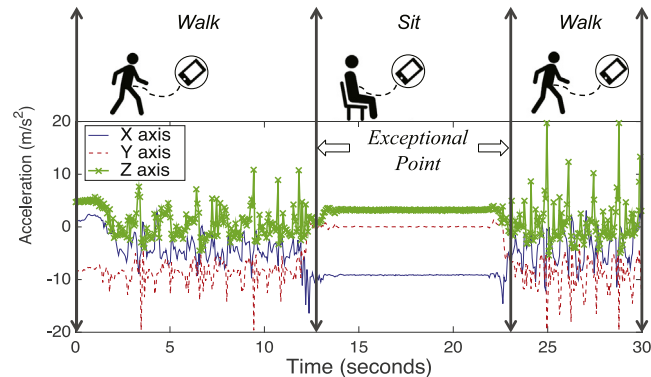 Walk Sit Walk
20
10
0
-10
-20
Acceleration (m/s²)
X axis
Y axis
Z axis
Exceptional
Point
0 5 10 15 20 25 30
Time (seconds)